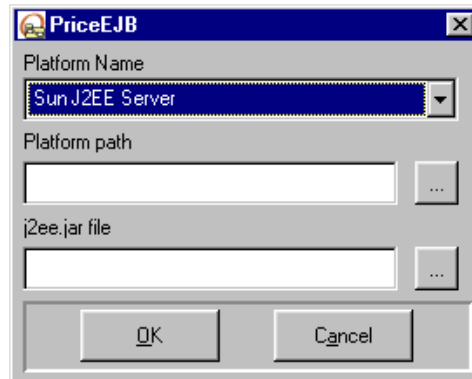 PriceEJB
Platform Name
Sun J2EE Server
Platform path
...
j2ee.jar file
...
OK
Cancel